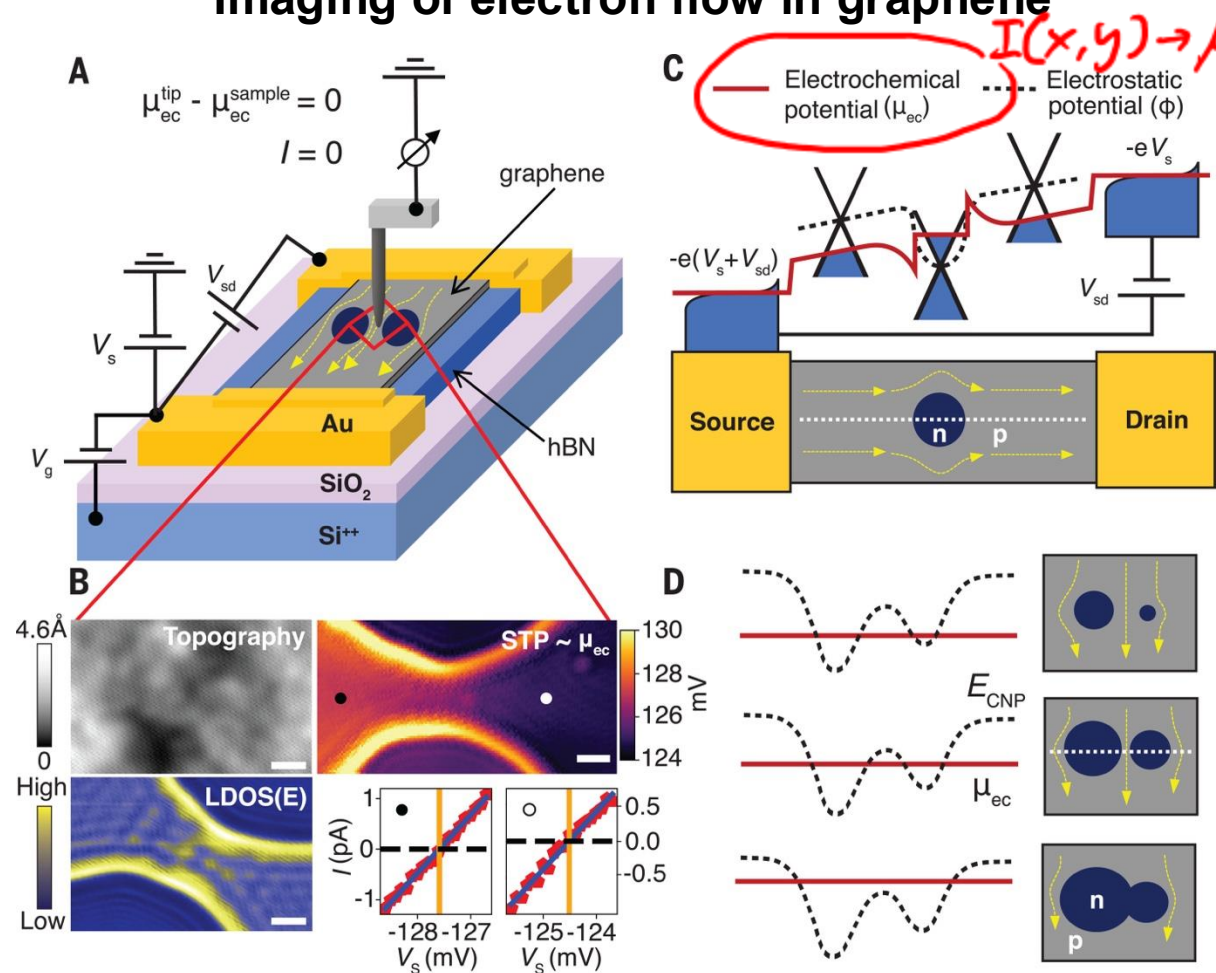 Imaging of electron flow in graphene
I(x,y)→
A
μ_ec^tip - μ_ec^sample = 0
I = 0
graphene
V_sd
V_s
V_g
Au
hBN
SiO₂
Si⁺⁺
C
Electrochemical potential (μ_ec)
Electrostatic potential (Φ)
-eV_s
-e(V_s+V_sd)
V_sd
Source
n
p
Drain
B
4.6Å
0
Topography
STP ~ μ_ec
130
128
126
124
mV
High
Low
LDOS(E)
I (pA)
1
0
-1
-128 -127
V_s (mV)
0.5
0.0
-0.5
-125 -124
V_s (mV)
D
E_CNP
μ_ec
n
p